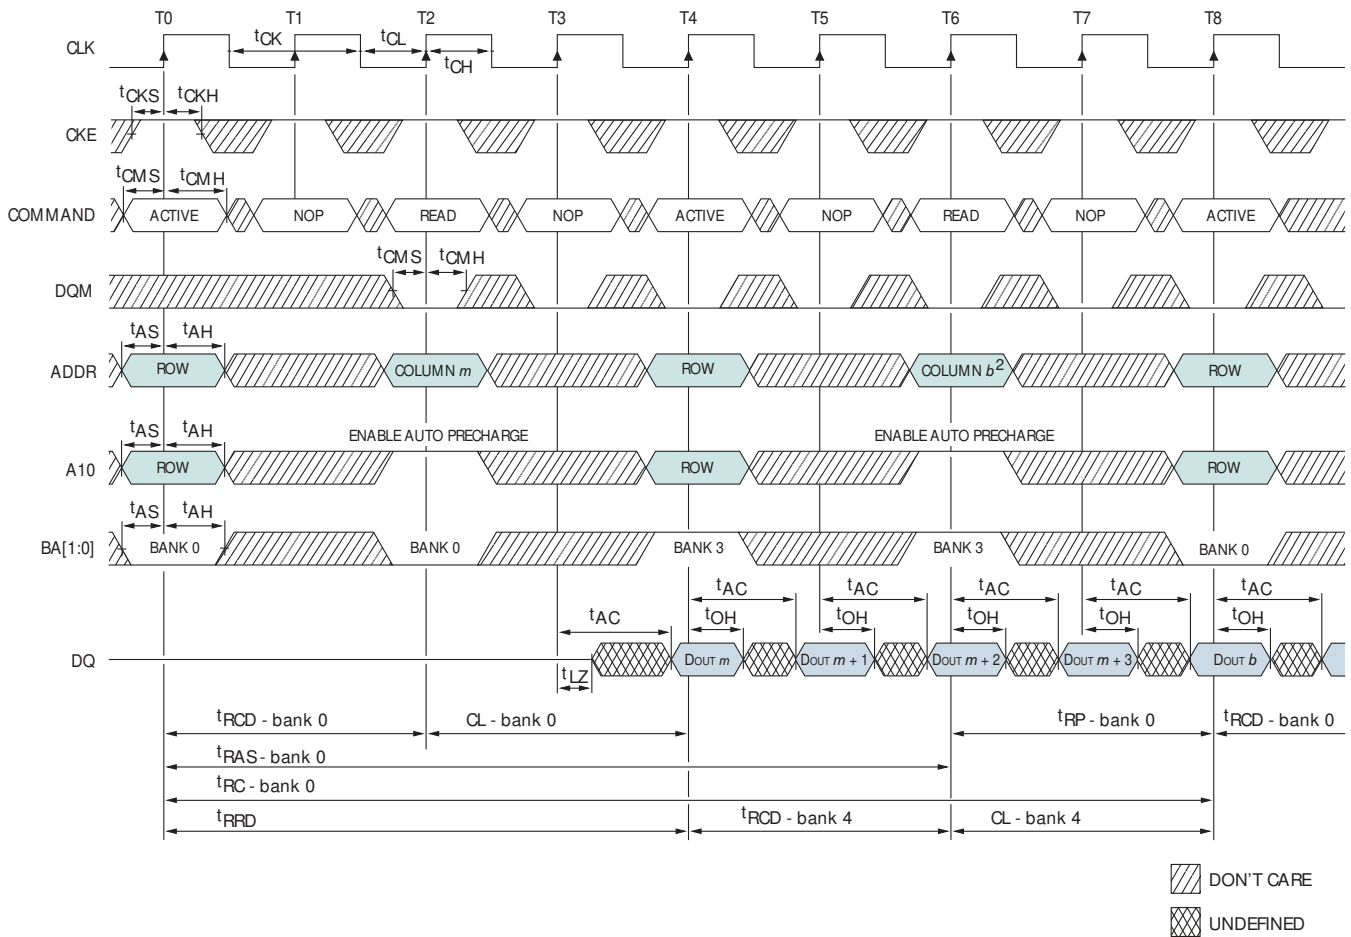 T0 T1 T2 T3 T4 T5 T6 T7 T8
CLK tCK tCL tCH
tCKS tCKH
CKE
tCMS tCMH
COMMAND ACTIVE NOP READ NOP ACTIVE NOP READ NOP ACTIVE
tCMS tCMH
DQM
tAS tAH
ADDR ROW COLUMN m ROW COLUMN b2 ROW
tAS tAH ENABLE AUTO PRECHARGE ENABLE AUTO PRECHARGE
A10 ROW ROW ROW
tAS tAH
BA[1:0] BANK 0 BANK 0 BANK 3 BANK 3 BANK 0
tAC tAC tAC tAC tAC
tAC tOH tOH tOH tOH tOH
DQ DOUT m DOUT m + 1 DOUT m + 2 DOUT m + 3 DOUT b
tLZ
tRCD - bank 0 CL - bank 0 tRP - bank 0 tRCD - bank 0
tRAS - bank 0
tRC - bank 0
tRRD tRCD - bank 4 CL - bank 4
DON'T CARE
UNDEFINED